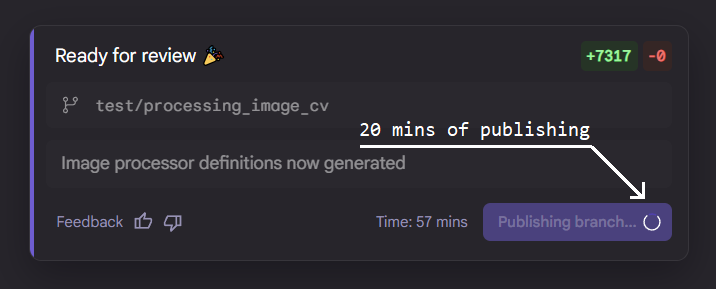 Ready for review 🎉
+7317 -0
test/processing_image_cv
20 mins of publishing
Image processor definitions now generated
Feedback
Time: 57 mins
Publishing branch...